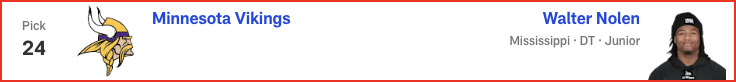 Pick
24
Minnesota Vikings
Walter Nolen
Mississippi · DT · Junior